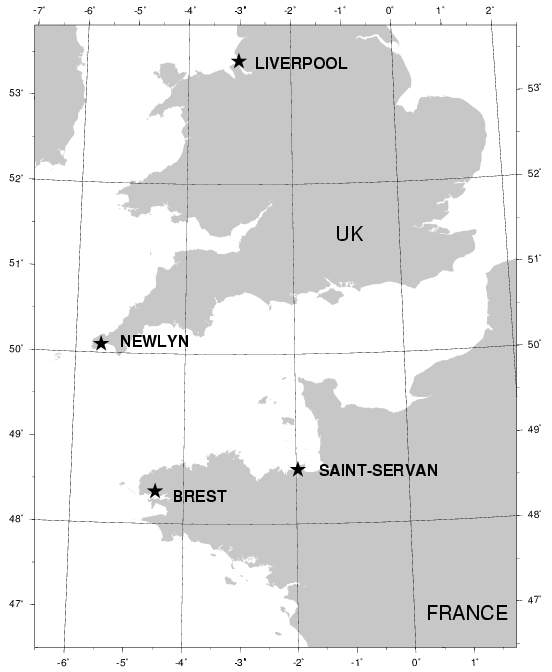 -7° -6° -5° -4° -3° -2° -1° 0° 1° 2°
LIVERPOOL
53° 53°
52° 52°
UK
51° 51°
NEWLYN
50° 50°
49° 49°
SAINT-SERVAN
BREST
48° 48°
FRANCE
47° 47°
-6° -5° -4° -3° -2° -1° 0° 1°